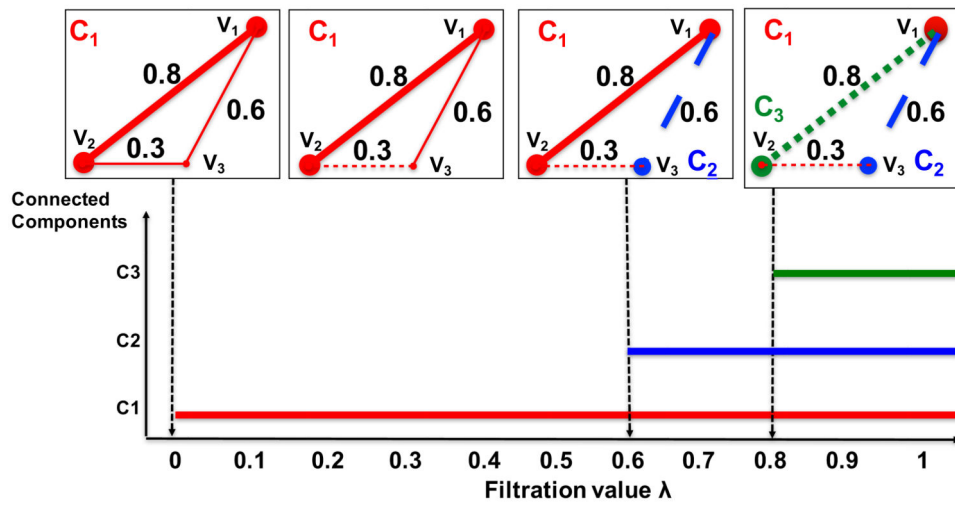 C₁
V₁
0.8
0.6
V₂
0.3
V₃
C₁
V₁
0.8
0.6
V₂
0.3
V₃
C₁
V₁
0.8
0.6
V₂
0.3
V₃
C₂
C₁
V₁
0.8
C₃
0.6
V₂
0.3
V₃
C₂
Connected
Components
C3
C2
C1
0 0.1 0.2 0.3 0.4 0.5 0.6 0.7 0.8 0.9 1
Filtration value λ